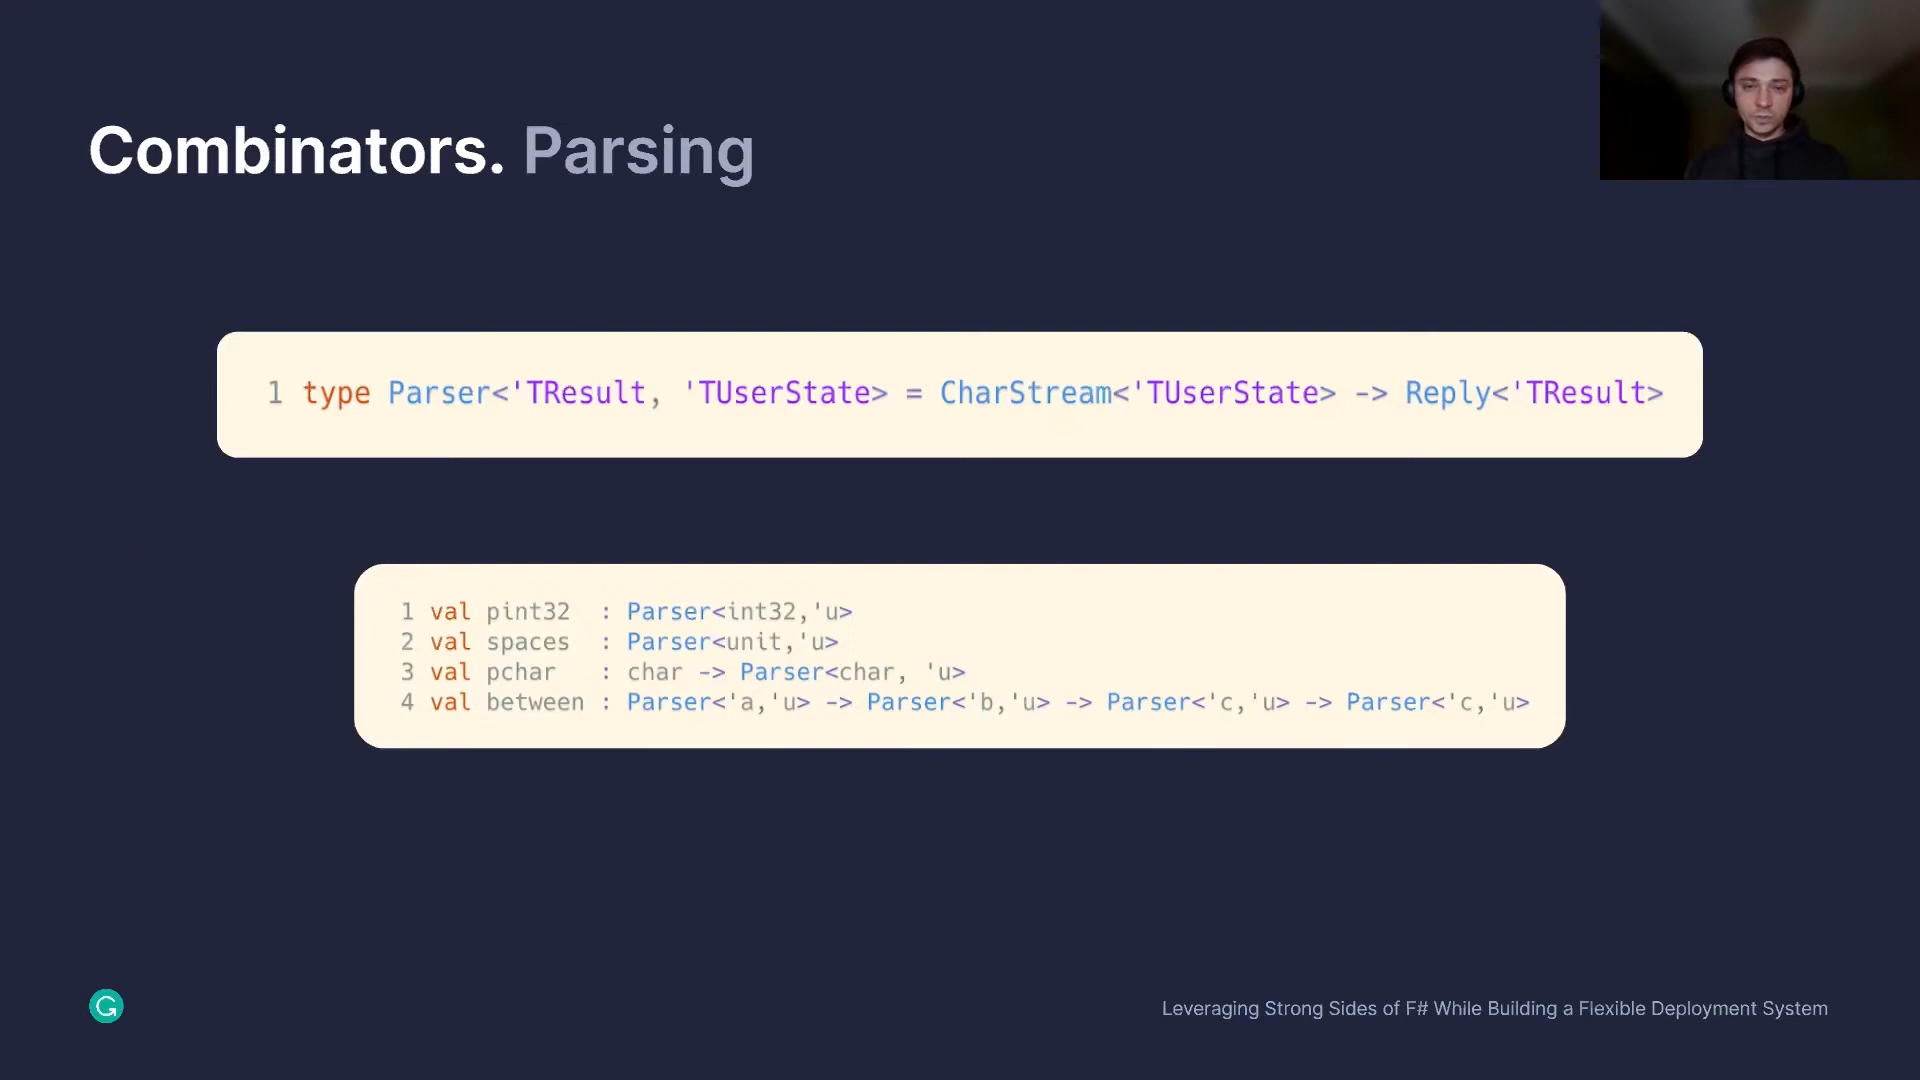 Combinators. Parsing
1 type Parser<'TResult, 'TUserState> = CharStream<'TUserState> -> Reply<'TResult>
1 val pint32  : Parser<int32,'u>
2 val spaces  : Parser<unit,'u>
3 val pchar   : char -> Parser<char, 'u>
4 val between : Parser<'a,'u> -> Parser<'b,'u> -> Parser<'c,'u> -> Parser<'c,'u>
G
Leveraging Strong Sides of F# While Building a Flexible Deployment System